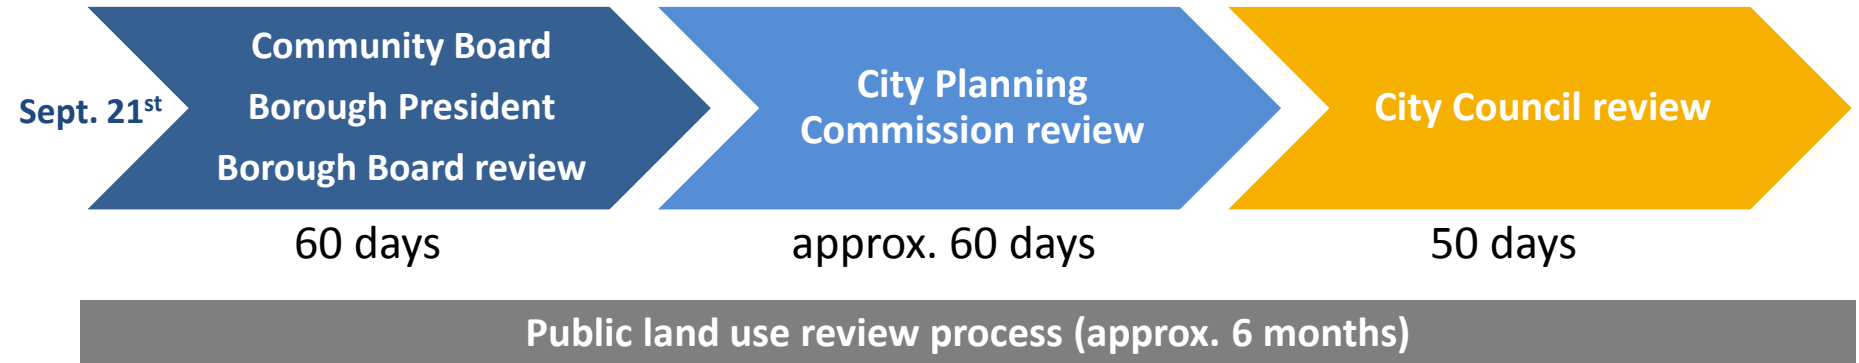 Sept. 21st
Community Board
Borough President
Borough Board review
City Planning
Commission review
City Council review
60 days
approx. 60 days
50 days
Public land use review process (approx. 6 months)